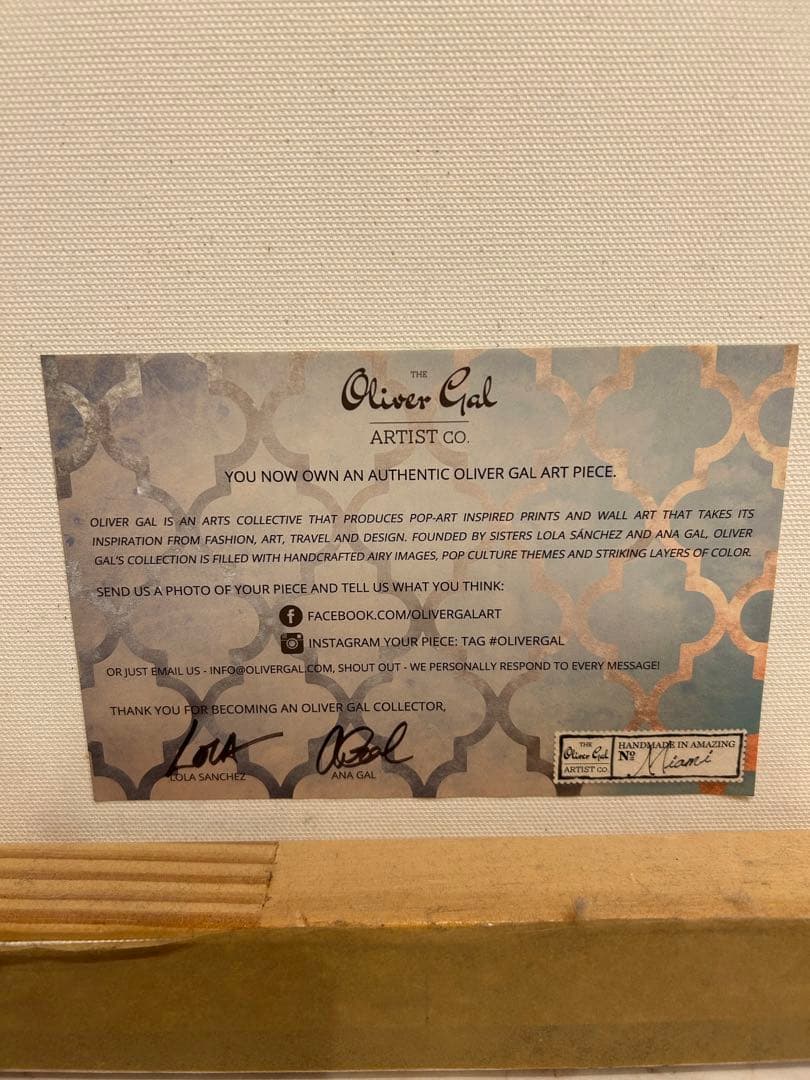 THE
Oliver Gal
ARTIST CO.
YOU NOW OWN AN AUTHENTIC OLIVER GAL ART PIECE.
OLIVER GAL IS AN ARTS COLLECTIVE THAT PRODUCES POP-ART INSPIRED PRINTS AND WALL ART THAT TAKES ITS
INSPIRATION FROM FASHION, ART, TRAVEL AND DESIGN. FOUNDED BY SISTERS LOLA SÁNCHEZ AND ANA GAL, OLIVER
GAL'S COLLECTION IS FILLED WITH HANDCRAFTED AIRY IMAGES, POP CULTURE THEMES AND STRIKING LAYERS OF COLOR.
SEND US A PHOTO OF YOUR PIECE AND TELL US WHAT YOU THINK:
FACEBOOK.COM/OLIVERGALART
INSTAGRAM YOUR PIECE: TAG #OLIVERGAL
OR JUST EMAIL US - INFO@OLIVERGAL.COM, SHOUT OUT - WE PERSONALLY RESPOND TO EVERY MESSAGE!
THANK YOU FOR BECOMING AN OLIVER GAL COLLECTOR,
LOLA
LOLA SANCHEZ
ANA GAL
THE
Oliver Gal
ARTIST CO
HANDMADE IN AMAZING
Nº Miami